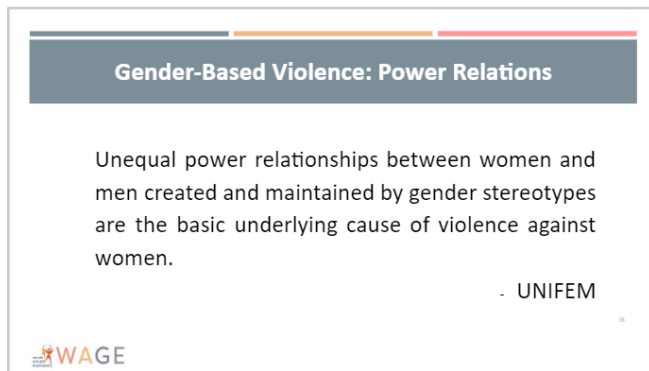 Gender-Based Violence: Power Relations
Unequal power relationships between women and
men created and maintained by gender stereotypes
are the basic underlying cause of violence against
women.
- UNIFEM
WAGE